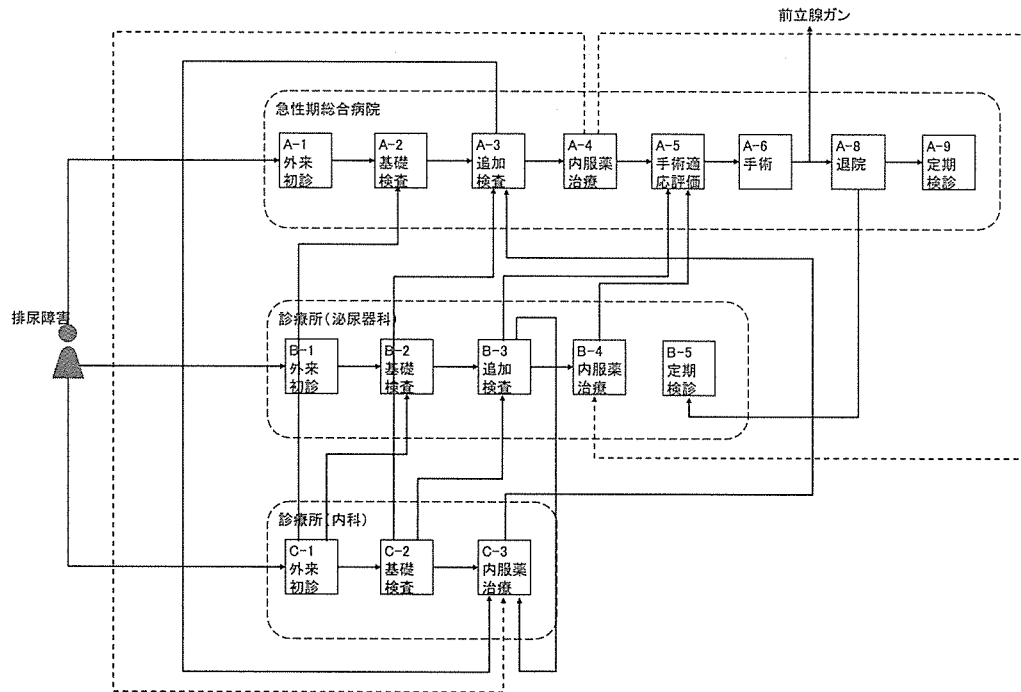 前立腺ガン
急性期総合病院
A-1
外来
初診
A-2
基礎
検査
A-3
追加
検査
A-4
内服薬
治療
A-5
手術適
応評価
A-6
手術
A-8
退院
A-9
定期
検診
排尿障害
診療所(泌尿器科)
B-1
外来
初診
B-2
基礎
検査
B-3
追加
検査
B-4
内服薬
治療
B-5
定期
検診
診療所(内科)
C-1
外来
初診
C-2
基礎
検査
C-3
内服薬
治療